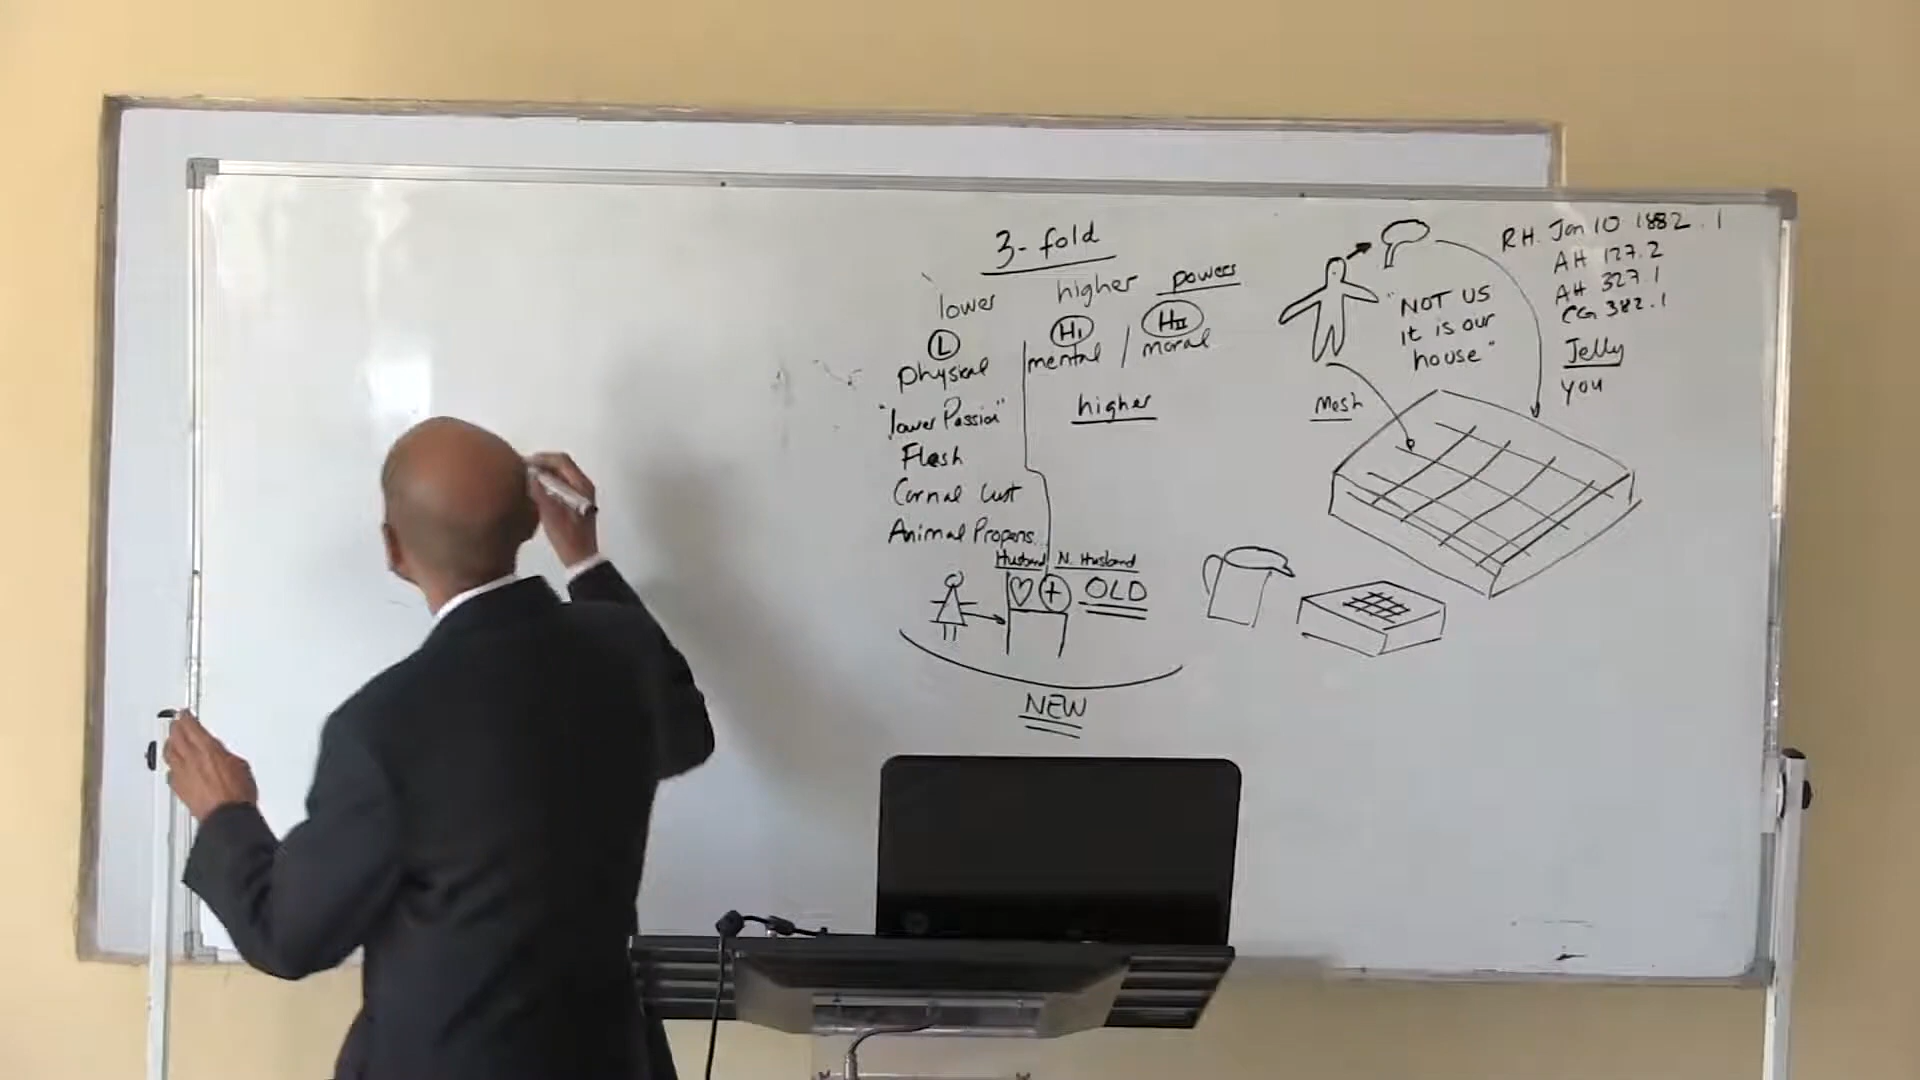 3-fold
lower higher powers
L HI / HII
physical mental / moral
"lower Passion" higher
Flesh
Carnal Lust
Animal Propens...
Husband N. Husband
OLD
NEW
"NOT US
it is our
house"
Mesh
RH. Jan 10 1882.1
AH 127.2
AH 327.1
CG 382.1
Jelly
you